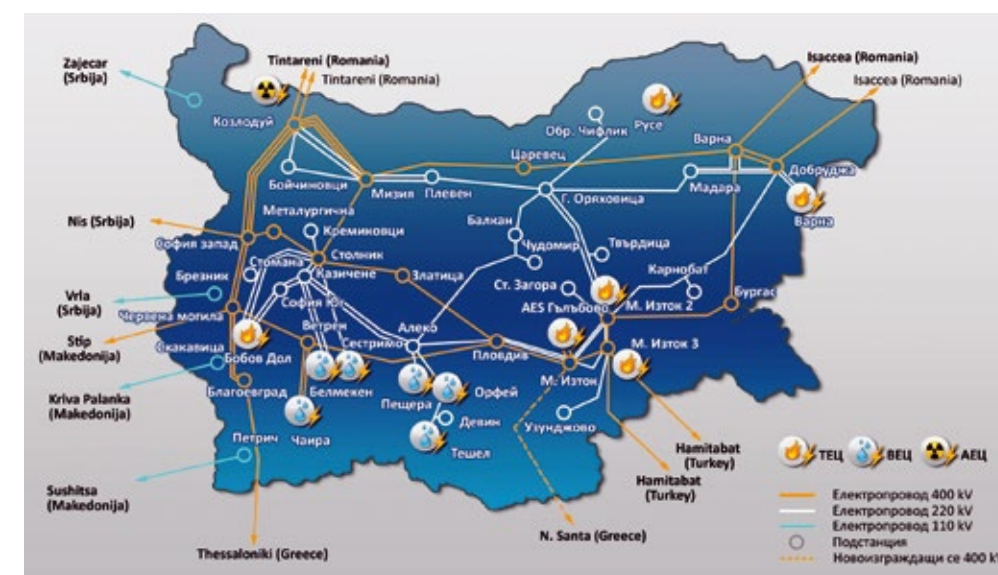 Zajecar
(Srbija)
Tintareni (Romania)
Tintareni (Romania)
Isaccea (Romania)
Isaccea (Romania)
Козлодуй
Обр. Чифлик
Русе
Варна
Царевец
Добруджа
Бойчиновци
Мизия
Плевен
Мадара
Г. Оряховица
Варна
Металургична
Nis (Srbija)
Кремиковци
Балкан
София запад
Столник
Чудомир
Твърдица
Стомана
Брезник
Казичене
Златица
Карнобат
Ст. Загора
Vrla
(Srbija)
София Юг
AES Гълъбово
М. Изток 2
Бургас
Червена могила
Ветрен
Алеко
Stip
(Makedonija)
Скакавица
Бобов Дол
Сестримо
Пловдив
М. Изток 3
Белмекен
М. Изток
Kriva Palanka
(Makedonija)
Благоевград
Пещера
Орфей
Девин
Узунджово
Петрич
Чаира
Тешел
Hamitabat
(Turkey)
Hamitabat
(Turkey)
Sushitsa
(Makedonija)
N. Santa (Greece)
Thessaloniki (Greece)
ТЕЦ
ВЕЦ
АЕЦ
Електропровод 400 kV
Електропровод 220 kV
Електропровод 110 kV
Подстанция
Новоизграждащи се 400 kV